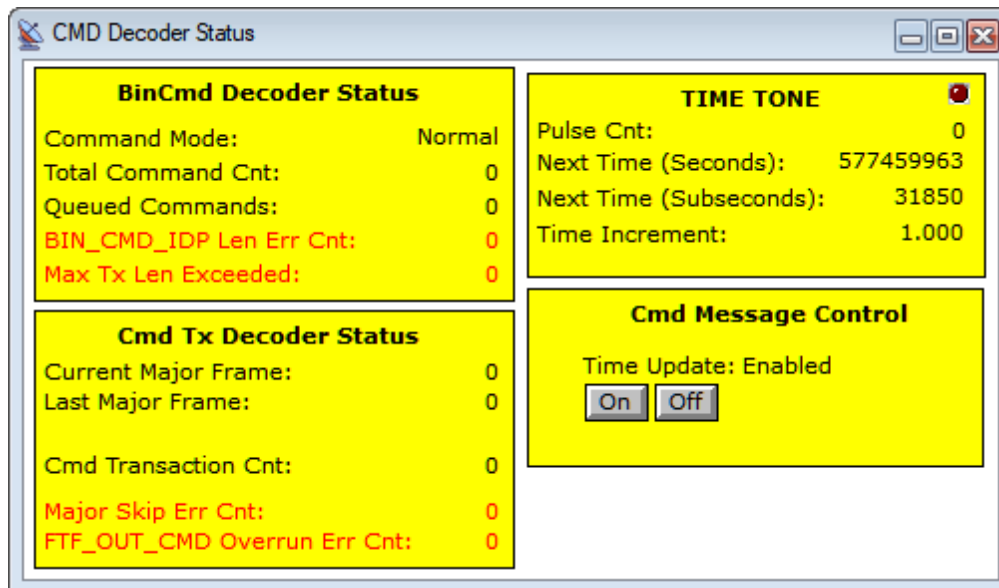 CMD Decoder Status
BinCmd Decoder Status
Command Mode: Normal
Total Command Cnt: 0
Queued Commands: 0
BIN_CMD_IDP Len Err Cnt: 0
Max Tx Len Exceeded: 0
Cmd Tx Decoder Status
Current Major Frame: 0
Last Major Frame: 0
Cmd Transaction Cnt: 0
Major Skip Err Cnt: 0
FTF_OUT_CMD Overrun Err Cnt: 0
TIME TONE
Pulse Cnt: 0
Next Time (Seconds): 577459963
Next Time (Subseconds): 31850
Time Increment: 1.000
Cmd Message Control
Time Update: Enabled
On Off